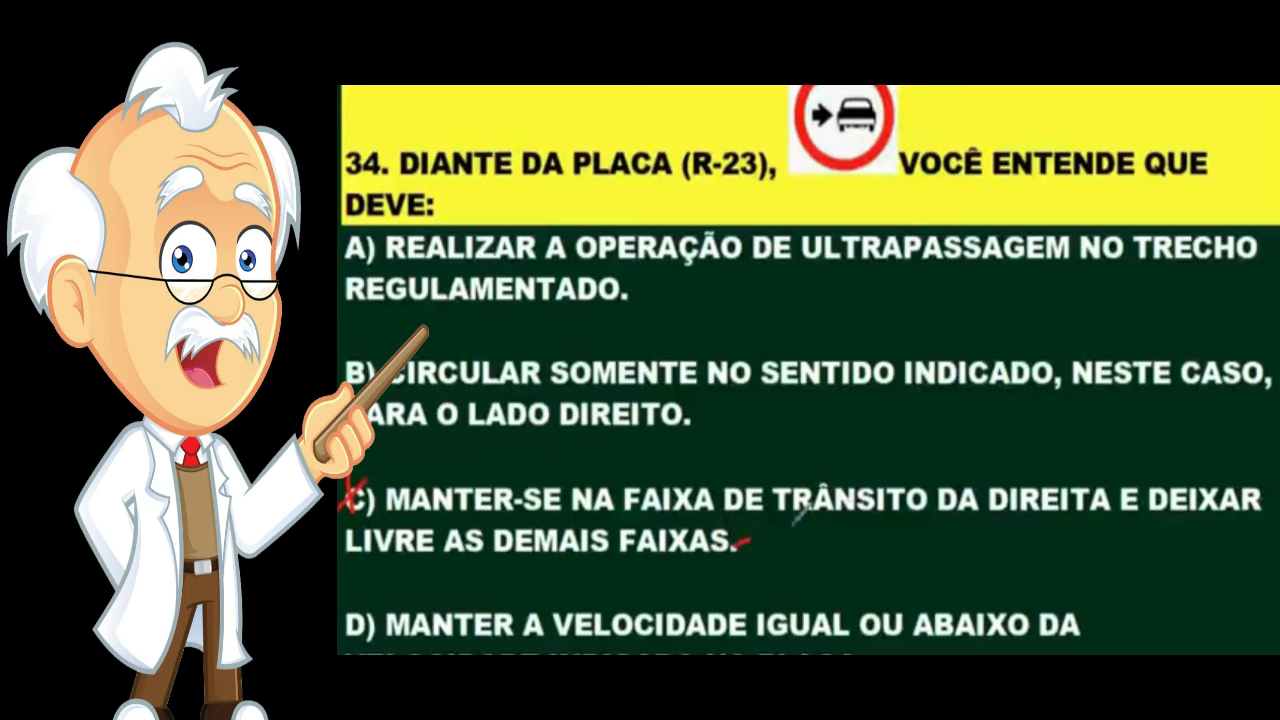 34. DIANTE DA PLACA (R-23), VOCÊ ENTENDE QUE
DEVE:
A) REALIZAR A OPERAÇÃO DE ULTRAPASSAGEM NO TRECHO
REGULAMENTADO.
B) CIRCULAR SOMENTE NO SENTIDO INDICADO, NESTE CASO,
PARA O LADO DIREITO.
C) MANTER-SE NA FAIXA DE TRÂNSITO DA DIREITA E DEIXAR
LIVRE AS DEMAIS FAIXAS.
D) MANTER A VELOCIDADE IGUAL OU ABAIXO DA